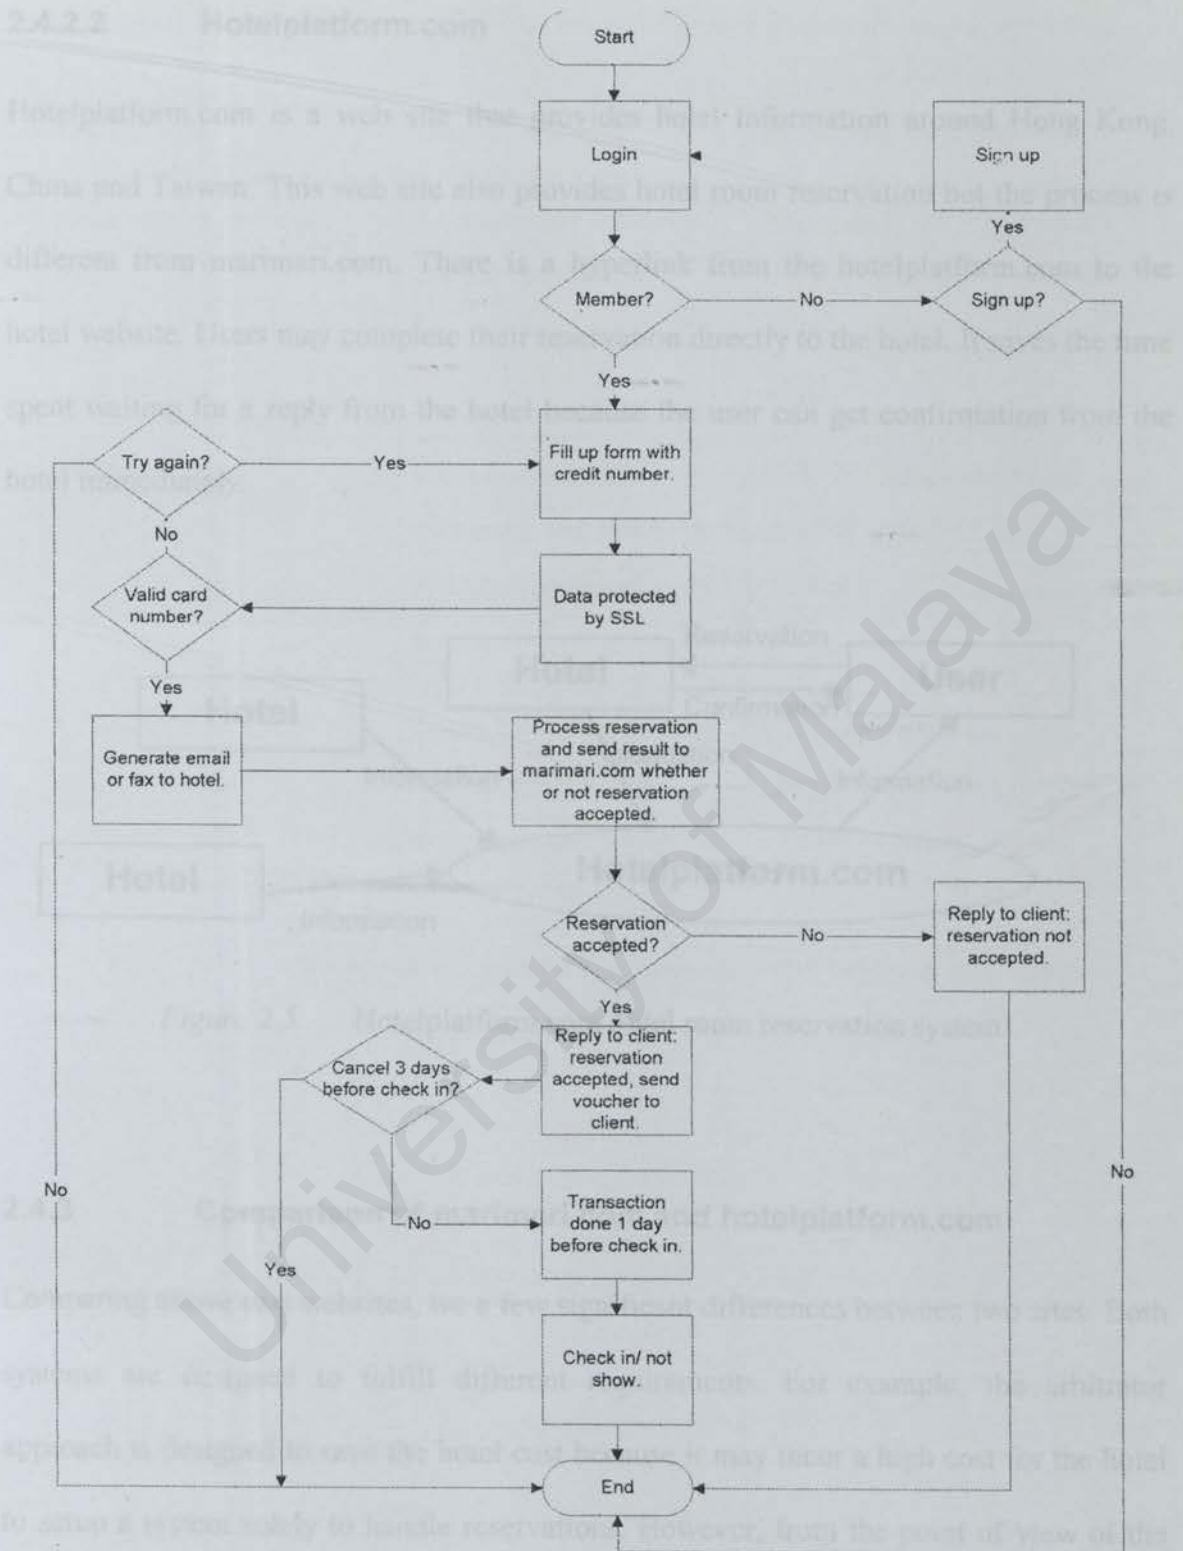 2.4.2.2 Hotelplatform.com
Start
Hotelplatform.com is a web site that provides hotel information around Hong Kong,
Login
Sign up
China and Taiwan. This web site also provides hotel room reservation but the process is
Yes
different from marimari.com. There is a hyperlink from the hotelplatform.com to the
Member?
No
Sign up?
hotel website. Users may complete their reservation directly to the hotel. It saves the time
Yes
spent waiting for a reply from the hotel because the user can get confirmation from the
Try again?
Yes
Fill up form with
credit number.
hotel immediately.
No
Valid card
number?
Data protected
by SSL
Reservation
Hotel
User
Yes
Hotel
Confirmation
Generate email
or fax to hotel.
Process reservation
and send result to
marimari.com whether
or not reservation
accepted.
Information
Hotel
Hotelplatform.com
Information
Reservation
accepted?
No
Reply to client:
reservation not
accepted.
Yes
Figure 2.5 Hotelplatform.com hotel room reservation system
Reply to client:
reservation
accepted, send
voucher to
client.
Cancel 3 days
before check in?
No
No
2.4.3 Comparison of marimari.com and hotelplatform.com
Transaction
done 1 day
before check in.
No
Yes
Comparing above two websites, we a few significant differences between two sites. Both
Check in/ not
show.
systems are designed to fulfill different requirements. For example, the arbitrator
approach is designed to save the hotel cost because it may incur a high cost for the hotel
End
to setup a system solely to handle reservations. However, from the point of view of the
University of Malaya